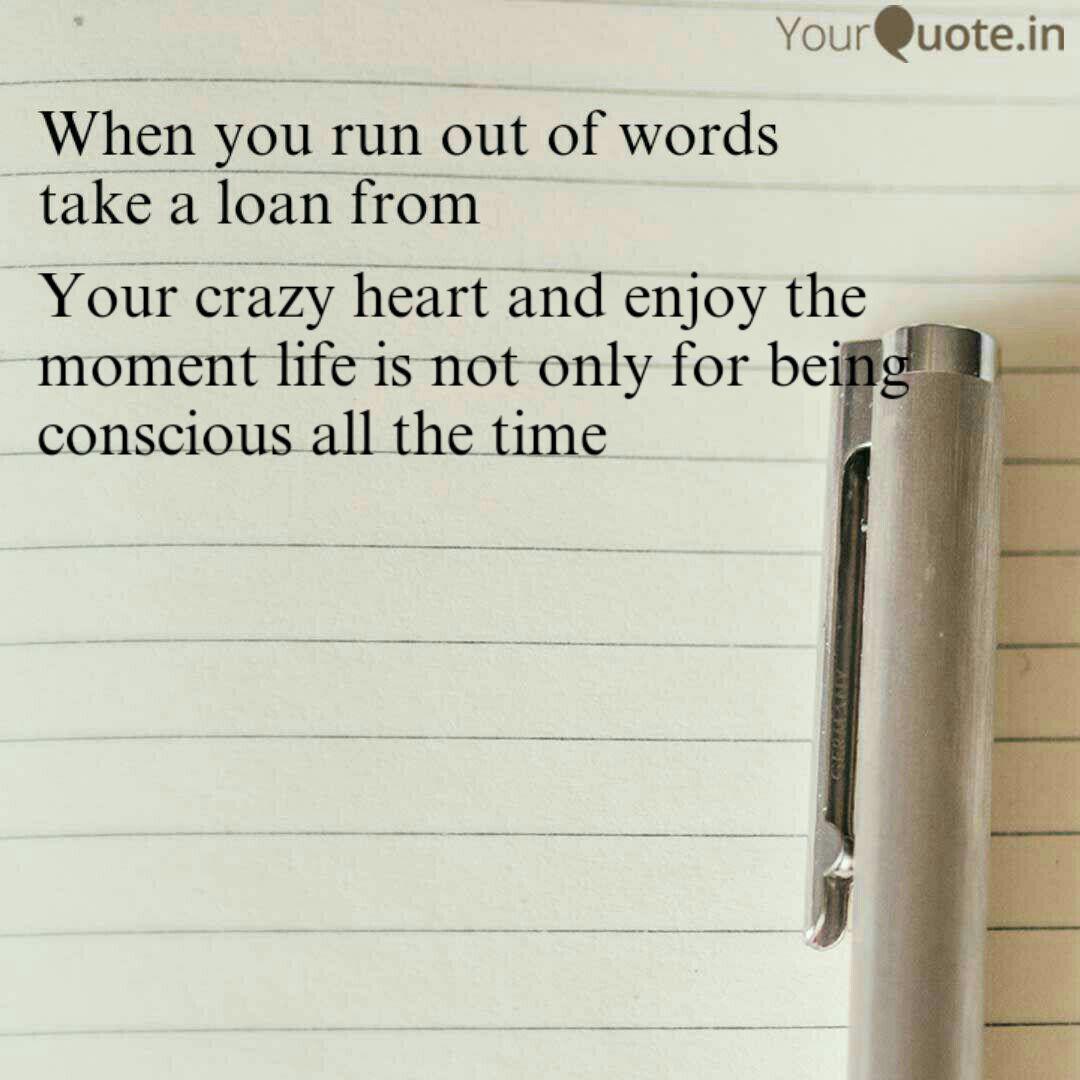 YourQuote.in
When you run out of words
take a loan from
Your crazy heart and enjoy the
moment life is not only for being
conscious all the time
GERMANY